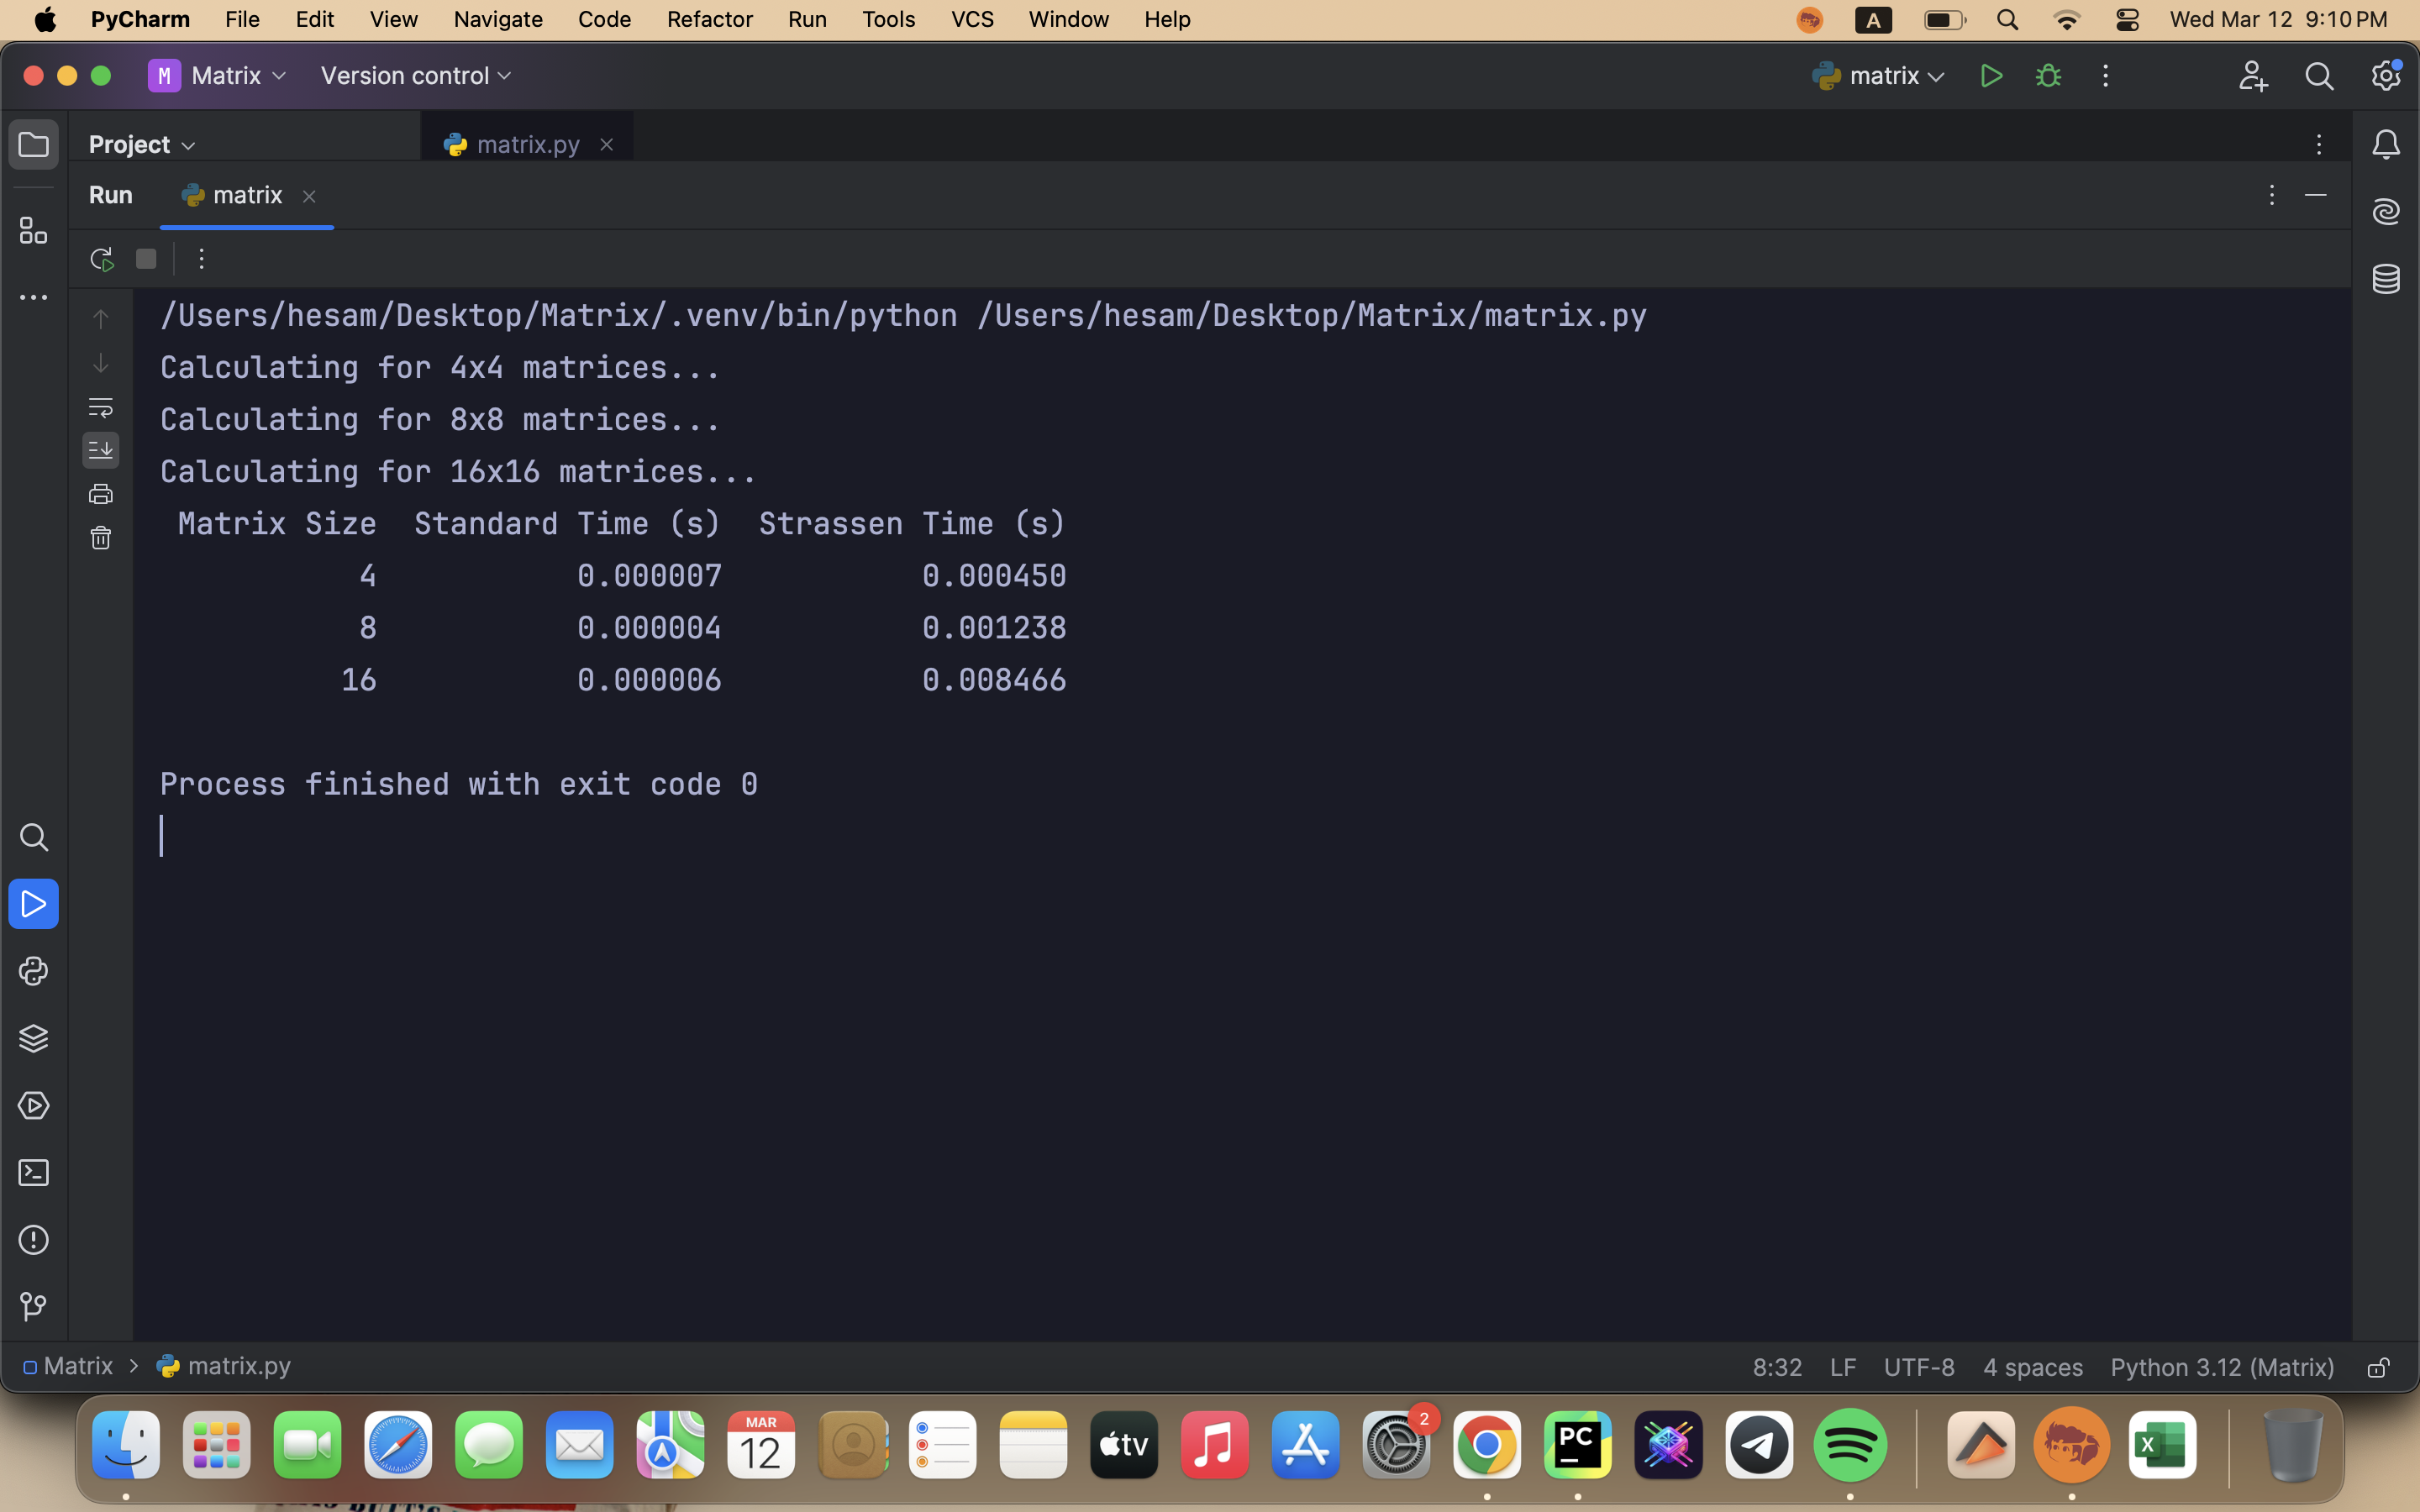 PyCharm File Edit View Navigate Code Refactor Run Tools VCS Window Help A Wed Mar 12 9:10 PM
M Matrix Version control matrix
Project matrix.py
Run matrix
/Users/hesam/Desktop/Matrix/.venv/bin/python /Users/hesam/Desktop/Matrix/matrix.py
Calculating for 4x4 matrices...
Calculating for 8x8 matrices...
Calculating for 16x16 matrices...
Matrix Size Standard Time (s) Strassen Time (s)
4 0.000007 0.000450
8 0.000004 0.001238
16 0.000006 0.008466
Process finished with exit code 0
Matrix > matrix.py 8:32 LF UTF-8 4 spaces Python 3.12 (Matrix)
MAR
12
tv
2
PC
X